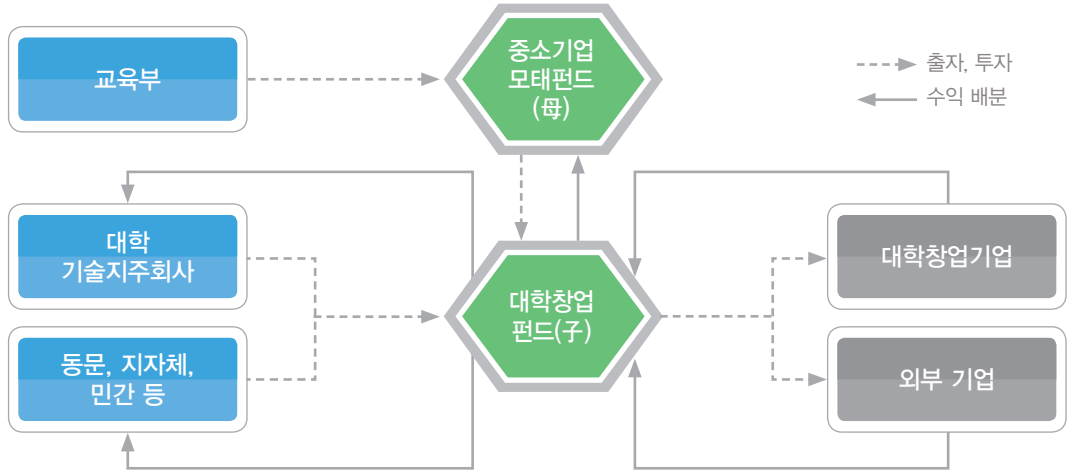 교육부
중소기업
모태펀드
(母)
출자, 투자
수익 배분
대학
기술지주회사
대학창업
펀드(子)
대학창업기업
동문, 지자체,
민간 등
외부 기업